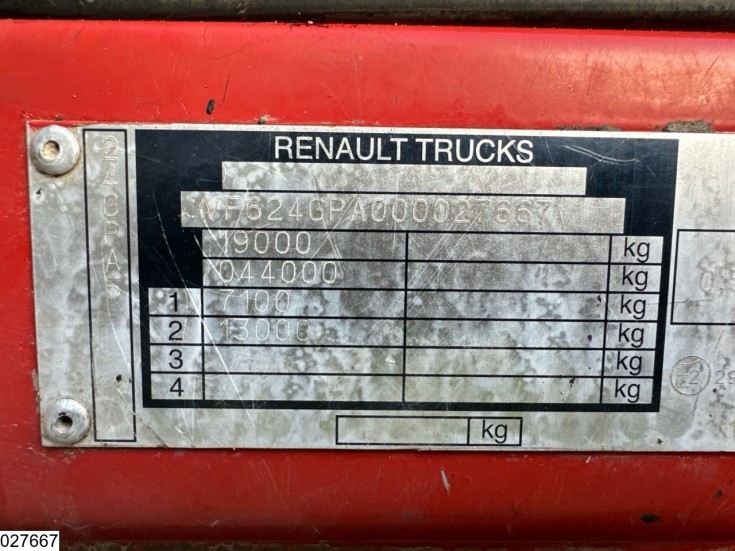 RENAULT TRUCKS
VF624GPA000027667
19000 kg
044000 kg
1 7100 kg
2 13000 kg
3 kg
4 kg
kg
24GPA5
027667